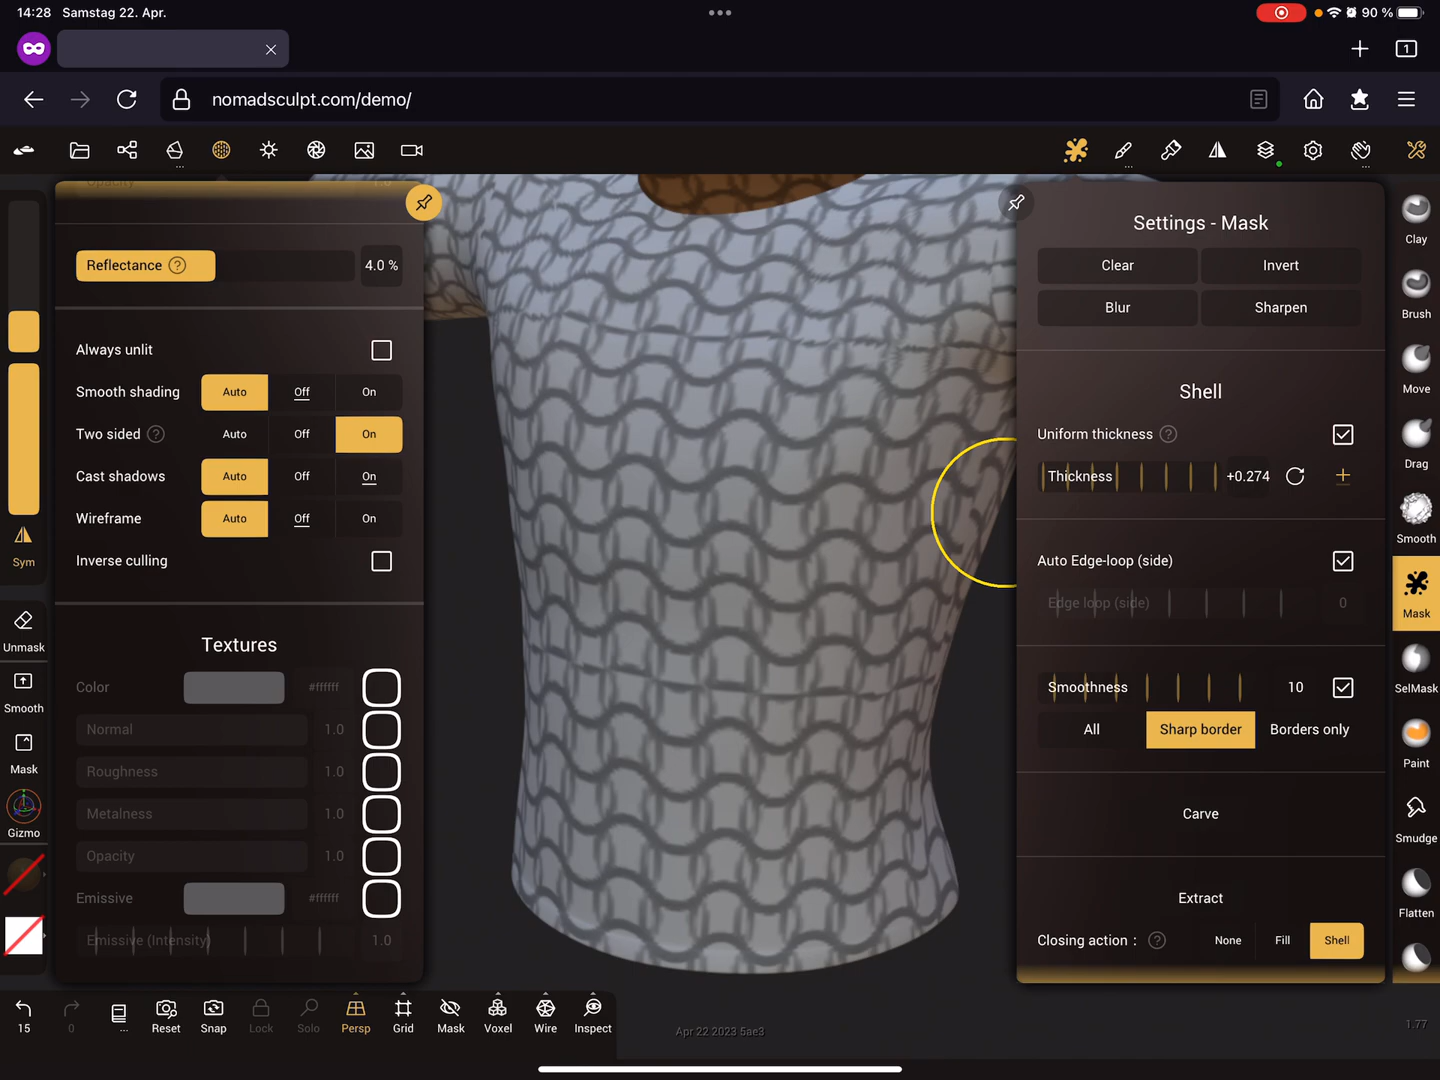 14:28 Samstag 22. Apr.
90 %
1
nomadsculpt.com/demo/
Opacity 1.0
Reflectance ? 4.0 %
Always unlit
Smooth shading Auto Off On
Two sided ? Auto Off On
Cast shadows Auto Off On
Wireframe Auto Off On
Inverse culling
Textures
Color #ffffff
Normal 1.0
Roughness 1.0
Metalness 1.0
Opacity 1.0
Emissive #ffffff
Emissive (Intensity) 1.0
Settings - Mask
Clear Invert
Blur Sharpen
Shell
Uniform thickness ?
Thickness +0.274
Auto Edge-loop (side)
Edge loop (side) 0
Smoothness 10
All Sharp border Borders only
Carve
Extract
Closing action : ? None Fill Shell
Sym
Unmask
Smooth
Mask
Gizmo
Clay
Brush
Move
Drag
Smooth
Mask
SelMask
Paint
Smudge
Flatten
15 0 ... Reset Snap Lock Solo Persp Grid Mask Voxel Wire Inspect
Apr 22 2023 5ae3
1.77